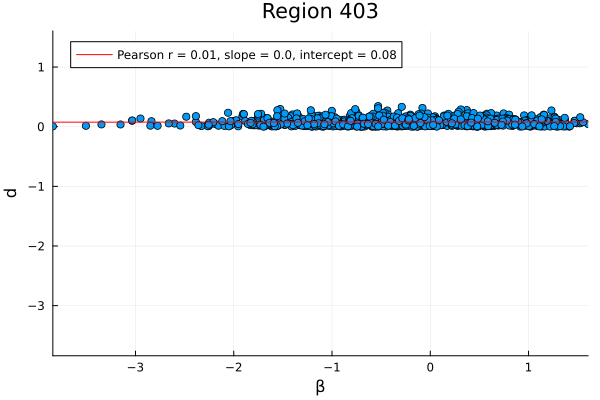 Region 403
Pearson r = 0.01, slope = 0.0, intercept = 0.08
1
0
−1
−2
−3
d
−3 −2 −1 0 1
β